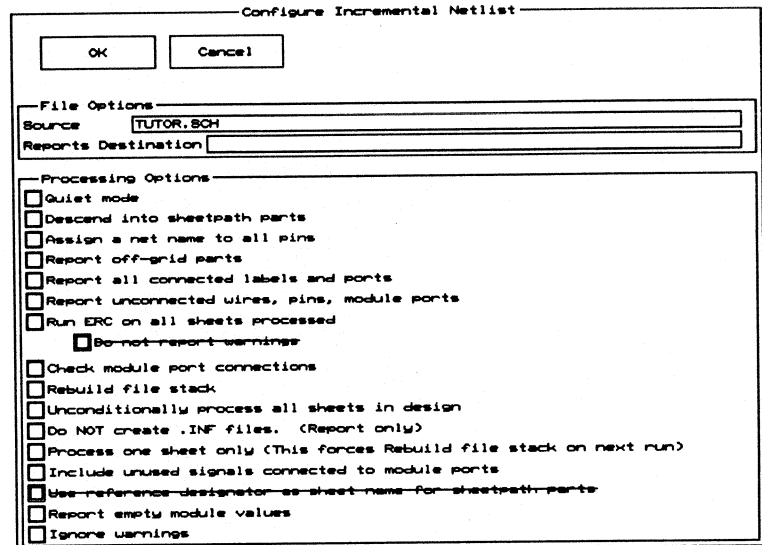 Configure Incremental Netlist
OK
Cancel
File Options
Source TUTOR.SCH
Reports Destination
Processing Options
Quiet mode
Descend into sheetpath parts
Assign a net name to all pins
Report off-grid parts
Report all connected labels and ports
Report unconnected wires, pins, module ports
Run ERC on all sheets processed
Do not report warnings
Check module port connections
Rebuild file stack
Unconditionally process all sheets in design
Do NOT create .INF files. (Report only)
Process one sheet only (This forces Rebuild file stack on next run)
Include unused signals connected to module ports
Use reference designator as sheet name for sheetpath parts
Report empty module values
Ignore warnings